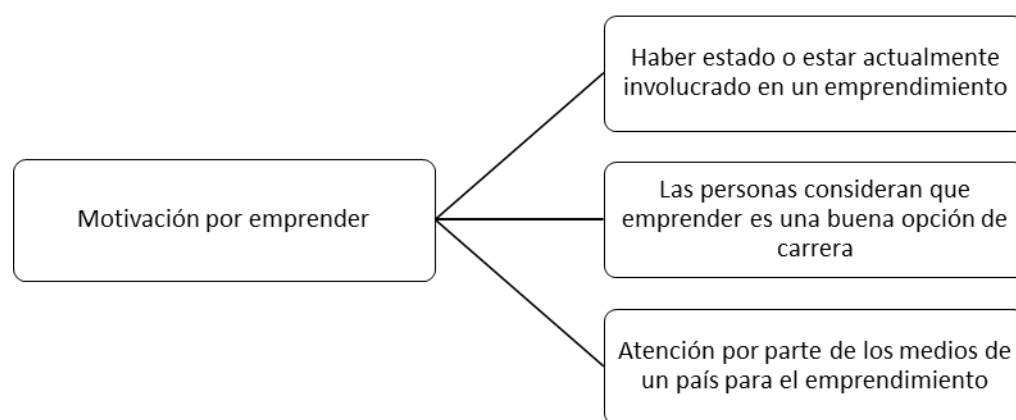 Haber estado o estar actualmente
involucrado en un emprendimiento
Motivación por emprender
Las personas consideran que
emprender es una buena opción de
carrera
Atención por parte de los medios de
un país para el emprendimiento